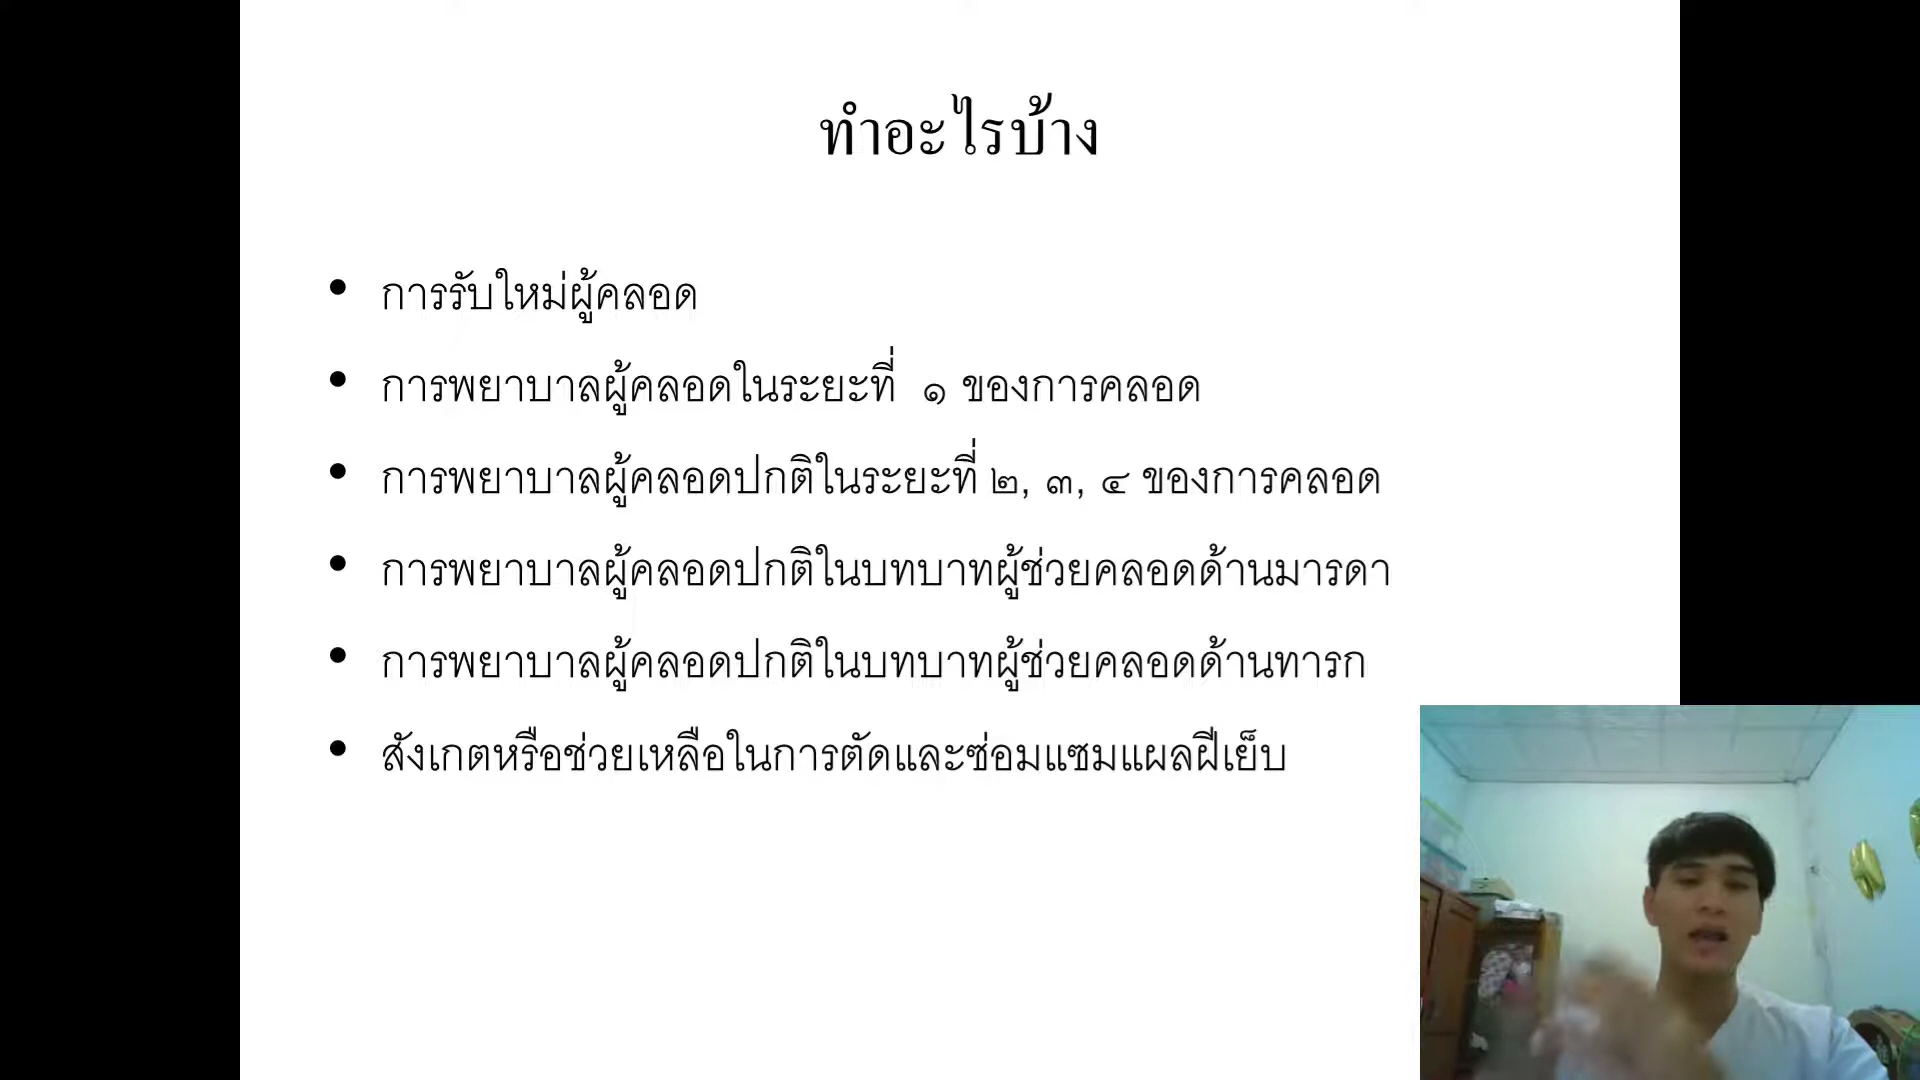 ทำอะไรบ้าง
• การรับใหม่ผู้คลอด
• การพยาบาลผู้คลอดในระยะที่ ๑ ของการคลอด
• การพยาบาลผู้คลอดปกติในระยะที่ ๒, ๓, ๔ ของการคลอด
• การพยาบาลผู้คลอดปกติในบทบาทผู้ช่วยคลอดด้านมารดา
• การพยาบาลผู้คลอดปกติในบทบาทผู้ช่วยคลอดด้านทารก
• สังเกตหรือช่วยเหลือในการตัดและซ่อมแซมแผลฝีเย็บ